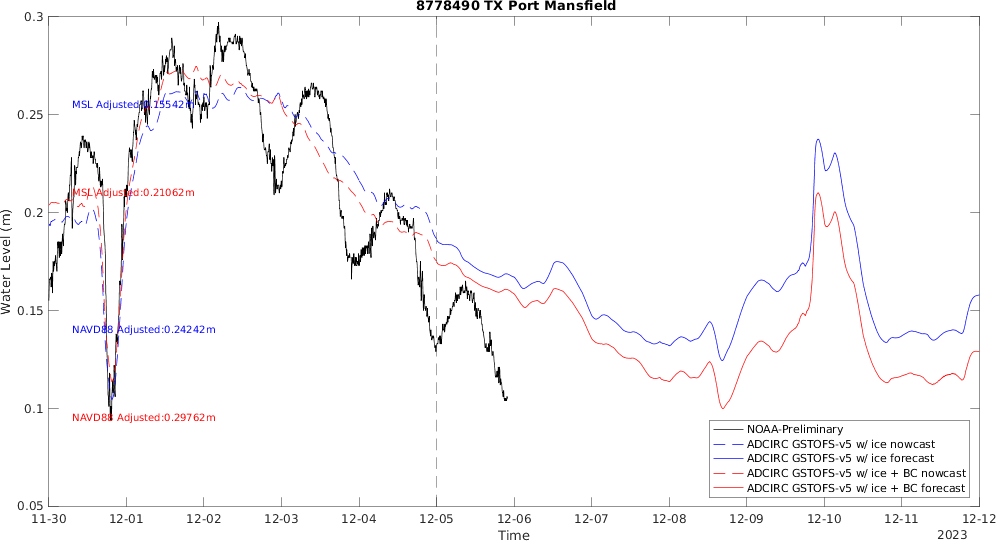 8778490 TX Port Mansfield
0.3
0.25
0.2
0.15
0.1
0.05
Water Level (m)
MSL Adjusted:0.15542m
MSL Adjusted:0.21062m
NAVD88 Adjusted:0.24242m
NAVD88 Adjusted:0.29762m
NOAA-Preliminary
ADCIRC GSTOFS-v5 w/ ice nowcast
ADCIRC GSTOFS-v5 w/ ice forecast
ADCIRC GSTOFS-v5 w/ ice + BC nowcast
ADCIRC GSTOFS-v5 w/ ice + BC forecast
11-30 12-01 12-02 12-03 12-04 12-05 12-06 12-07 12-08 12-09 12-10 12-11 12-12
Time
2023